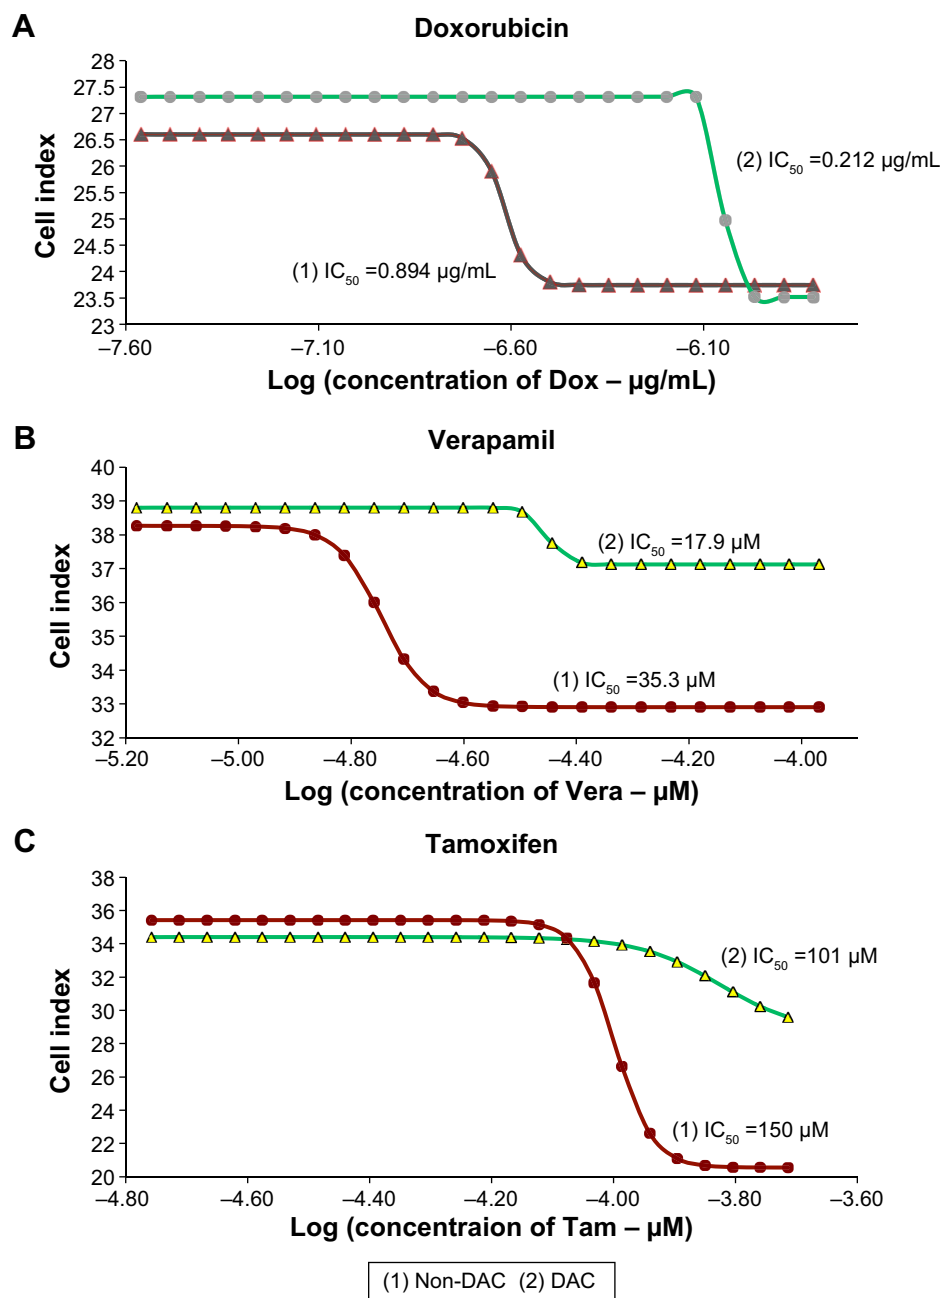 A
Doxorubicin
28
27.5
27
26.5
26
25.5
25
24.5
24
23.5
23
Cell index
(2) IC50 =0.212 µg/mL
(1) IC50 =0.894 µg/mL
–7.60 –7.10 –6.60 –6.10
Log (concentration of Dox – µg/mL)
B
Verapamil
40
39
38
37
36
35
34
33
32
Cell index
(2) IC50 =17.9 µM
(1) IC50 =35.3 µM
–5.20 –5.00 –4.80 –4.60 –4.40 –4.20 –4.00
Log (concentration of Vera – µM)
C
Tamoxifen
38
36
34
32
30
28
26
24
22
20
Cell index
(2) IC50 =101 µM
(1) IC50 =150 µM
–4.80 –4.60 –4.40 –4.20 –4.00 –3.80 –3.60
Log (concentraion of Tam – µM)
(1) Non-DAC (2) DAC